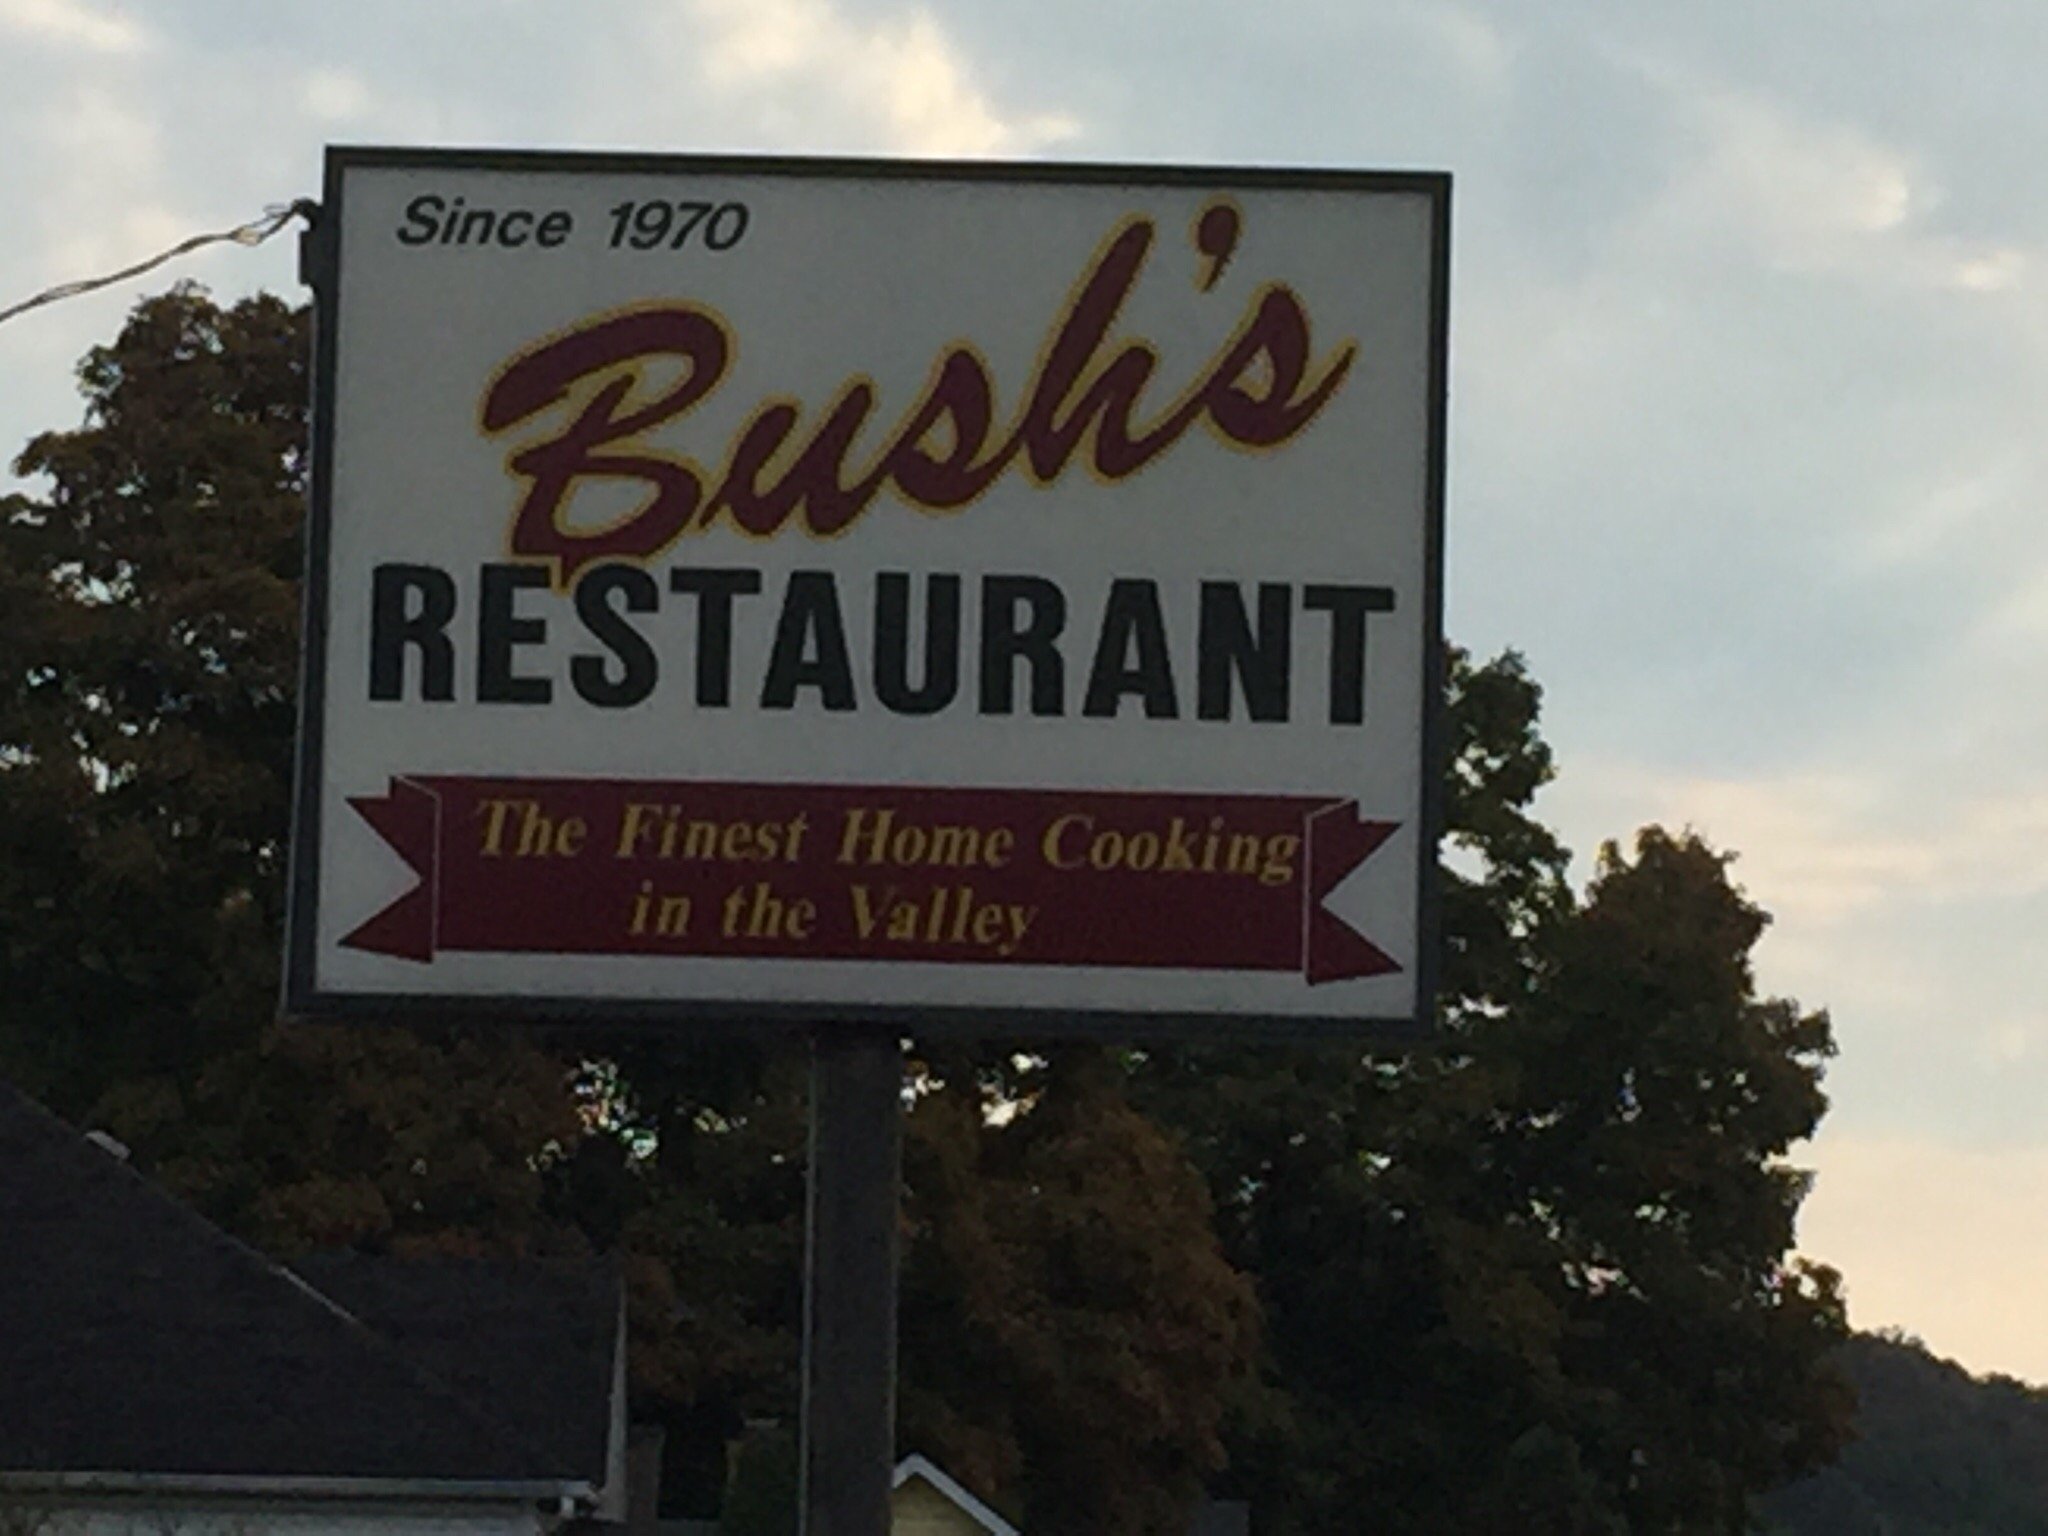 Since 1970
Bush's
RESTAURANT
The Finest Home Cooking
in the Valley